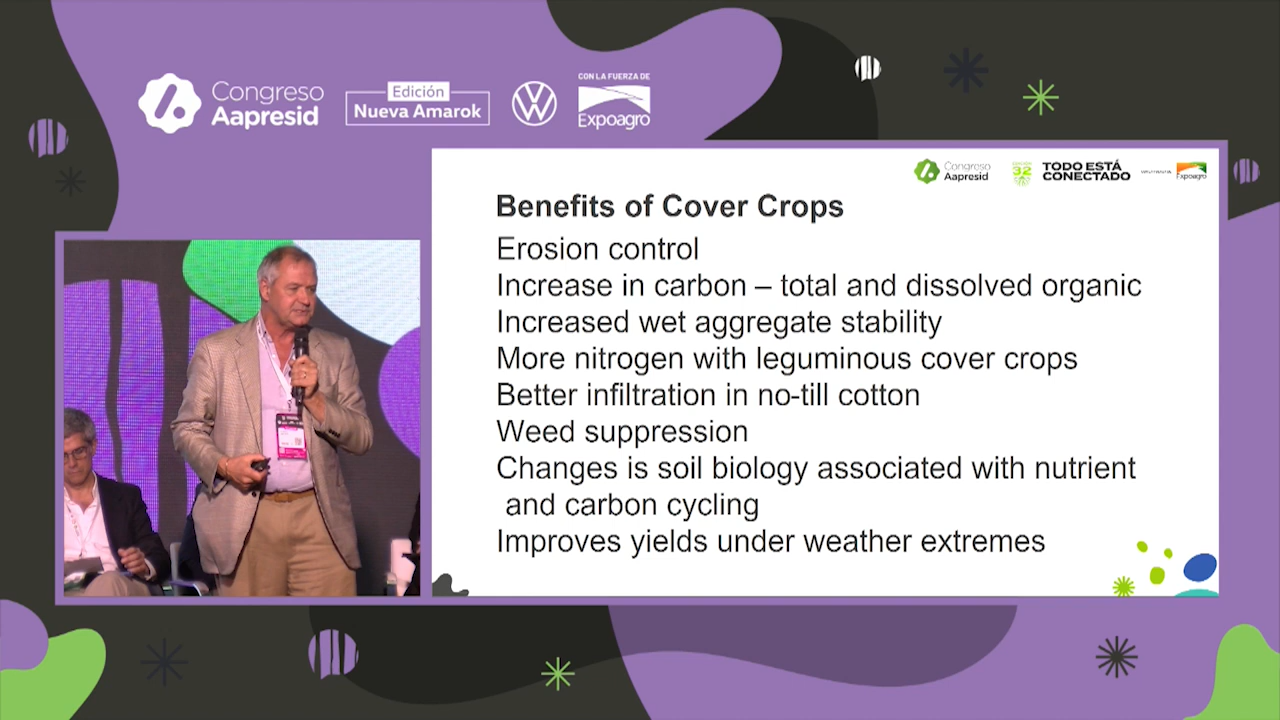 Congreso
Aapresid
Edición
Nueva Amarok
CON LA FUERZA DE
Expoagro
Congreso
Aapresid
EDICIÓN
32
TODO ESTÁ
CONECTADO
Expoagro
Benefits of Cover Crops
Erosion control
Increase in carbon – total and dissolved organic
Increased wet aggregate stability
More nitrogen with leguminous cover crops
Better infiltration in no-till cotton
Weed suppression
Changes is soil biology associated with nutrient
and carbon cycling
Improves yields under weather extremes